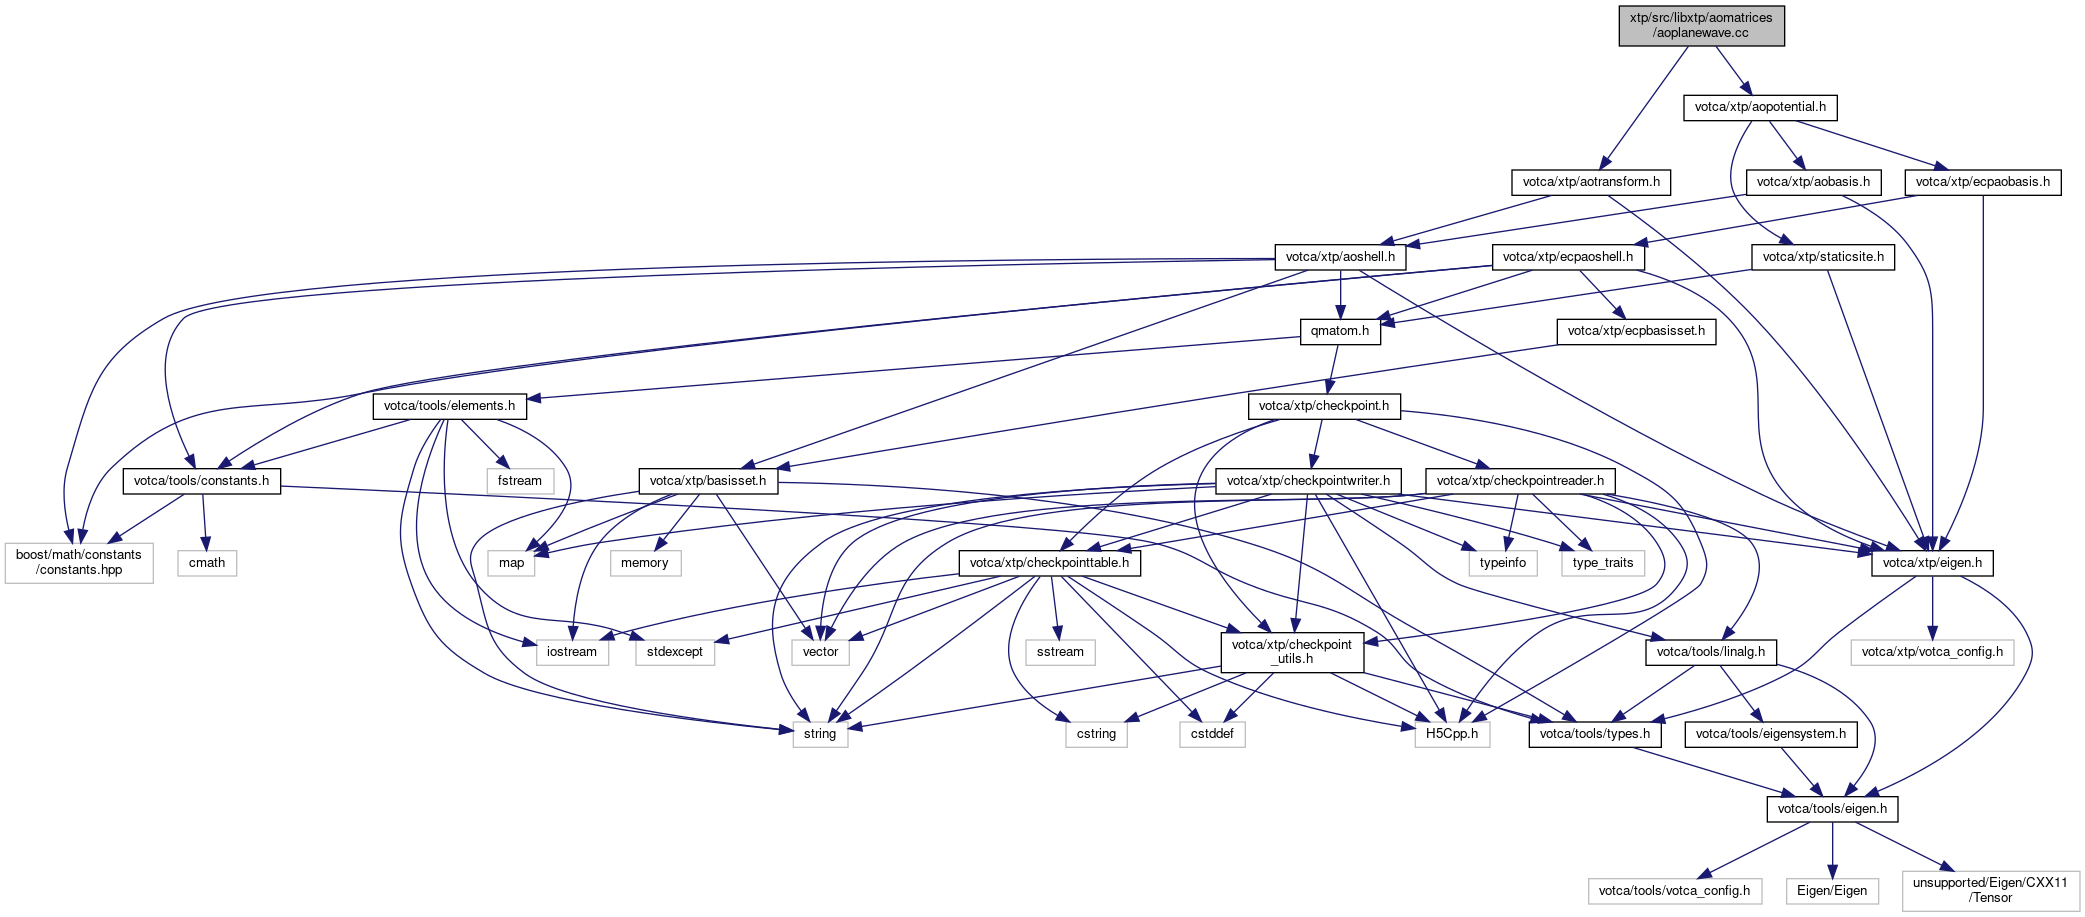 xtp/src/libxtp/aomatrices
/aoplanewave.cc
votca/xtp/aopotential.h
votca/xtp/aotransform.h
votca/xtp/aobasis.h
votca/xtp/ecpaobasis.h
votca/xtp/aoshell.h
votca/xtp/ecpaoshell.h
votca/xtp/staticsite.h
qmatom.h
votca/xtp/ecpbasisset.h
votca/tools/elements.h
votca/xtp/checkpoint.h
votca/tools/constants.h
fstream
votca/xtp/basisset.h
votca/xtp/checkpointwriter.h
votca/xtp/checkpointreader.h
boost/math/constants
/constants.hpp
cmath
map
memory
votca/xtp/checkpointtable.h
typeinfo
type_traits
votca/xtp/eigen.h
iostream
stdexcept
vector
sstream
votca/xtp/checkpoint
_utils.h
votca/tools/linalg.h
votca/xtp/votca_config.h
string
cstring
cstddef
H5Cpp.h
votca/tools/types.h
votca/tools/eigensystem.h
votca/tools/eigen.h
votca/tools/votca_config.h
Eigen/Eigen
unsupported/Eigen/CXX11
/Tensor